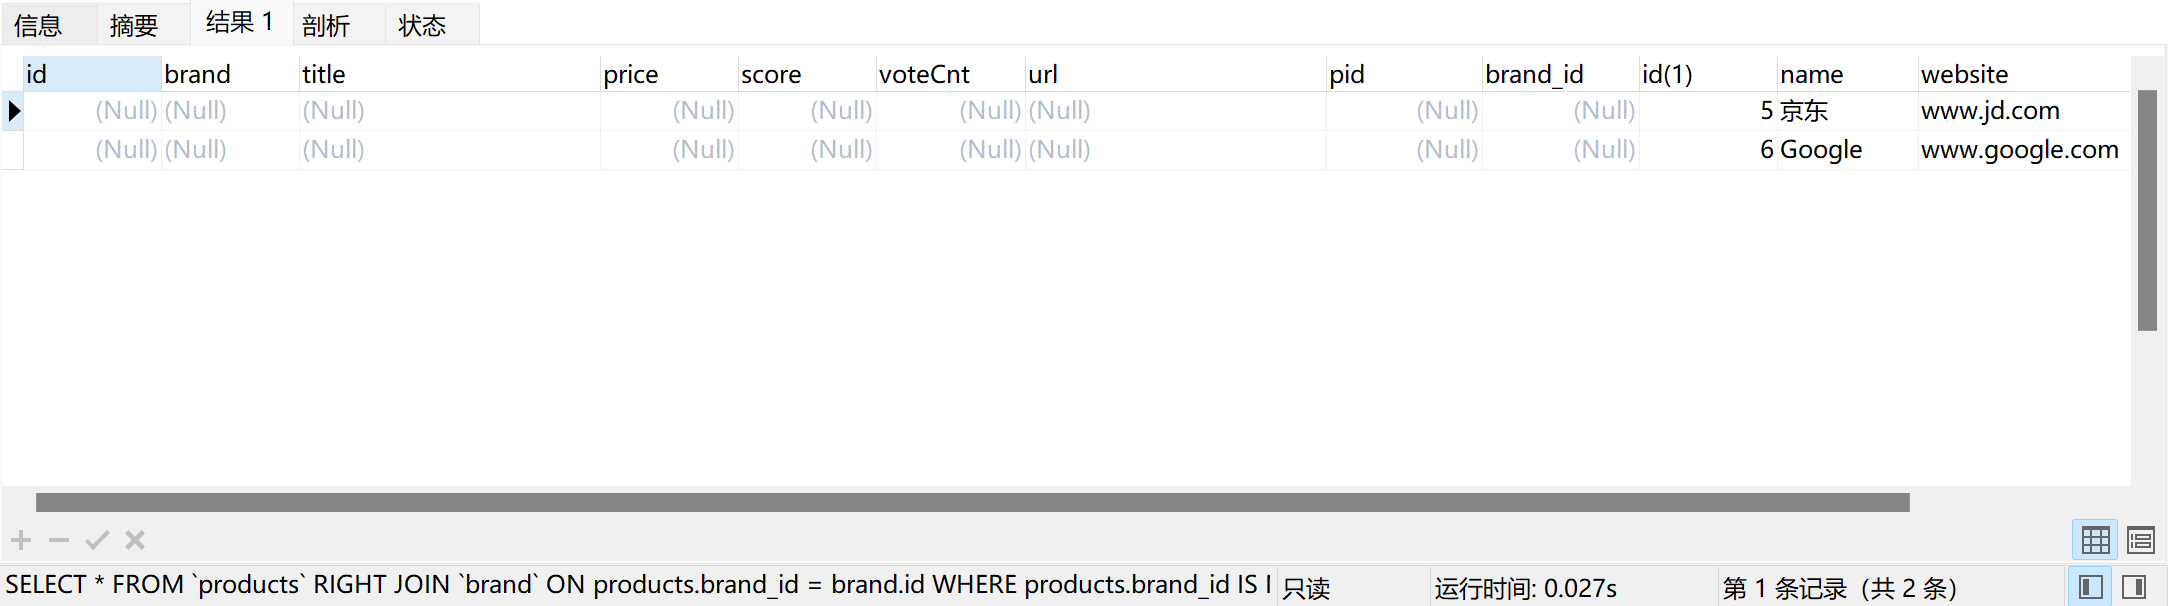 信息 摘要 结果 1 剖析 状态
id brand title price score voteCnt url pid brand_id id(1) name website
(Null) (Null) (Null) (Null) (Null) (Null) (Null) (Null) (Null) 5 京东 www.jd.com
(Null) (Null) (Null) (Null) (Null) (Null) (Null) (Null) (Null) 6 Google www.google.com
SELECT * FROM `products` RIGHT JOIN `brand` ON products.brand_id = brand.id WHERE products.brand_id IS 只读 运行时间: 0.027s 第 1 条记录 (共 2 条)